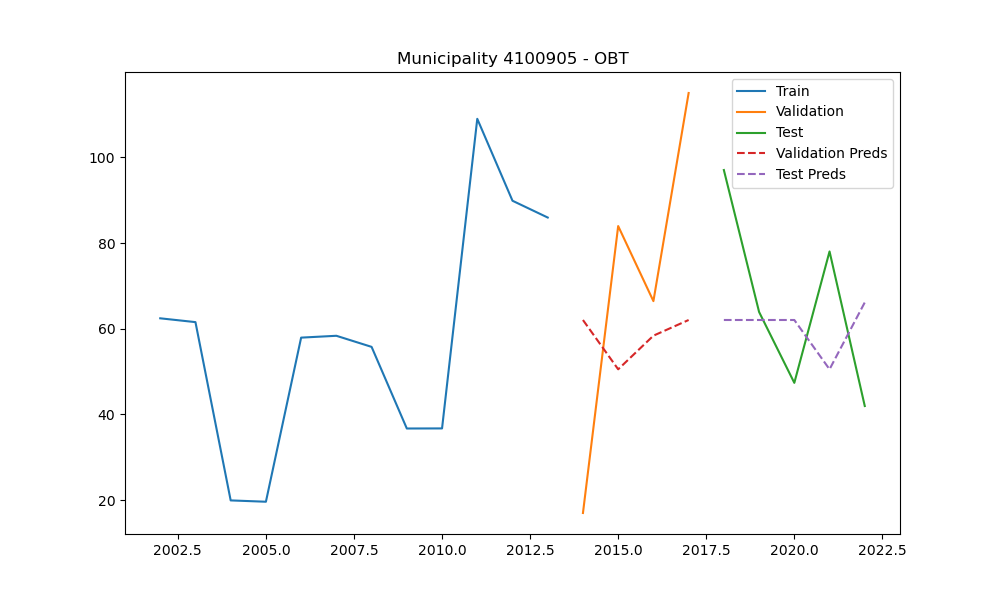 Municipality 4100905 - OBT
Train
Validation
Test
Validation Preds
Test Preds
100
80
60
40
20
2002.5 2005.0 2007.5 2010.0 2012.5 2015.0 2017.5 2020.0 2022.5